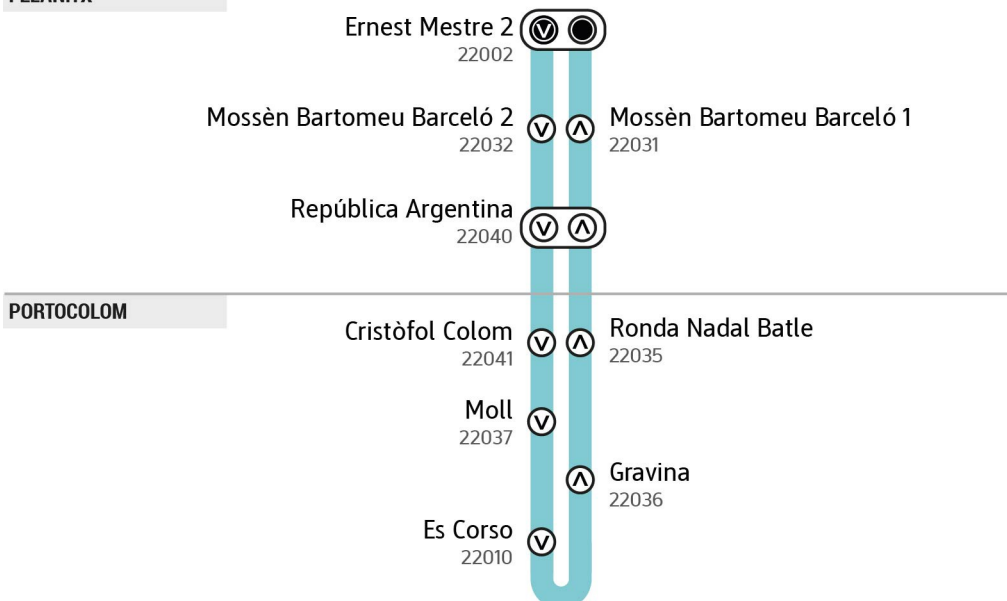 Ernest Mestre 2
22002
Mossèn Bartomeu Barceló 2
22032
Mossèn Bartomeu Barceló 1
22031
República Argentina
22040
PORTOCOLOM
Cristòfol Colom
22041
Ronda Nadal Batle
22035
Moll
22037
Gravina
22036
Es Corso
22010